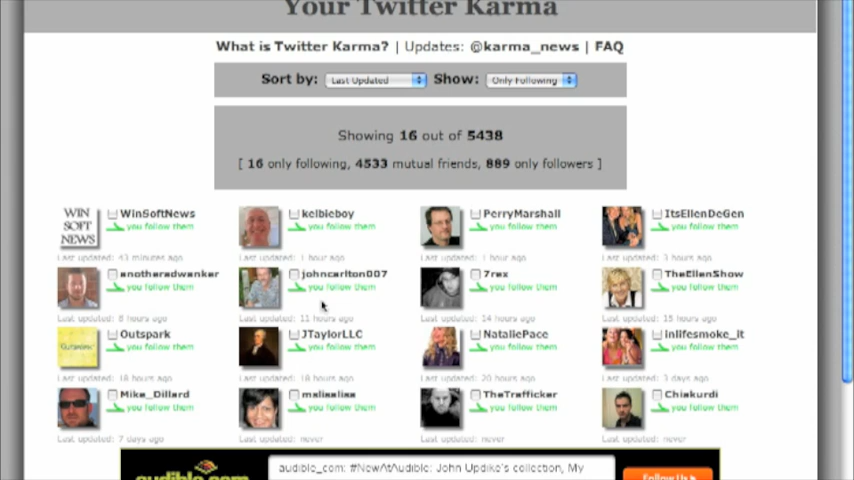 Your Twitter Karma
What is Twitter Karma? | Updates: @karma_news | FAQ
Sort by: Last Updated Show: Only Following
Showing 16 out of 5438
[ 16 only following, 4533 mutual friends, 889 only followers ]
WIN SOFT NEWS WinSoftNews kelbieboy PerryMarshall ItsEllenDeGen
you follow them you follow them you follow them you follow them
Last updated: 43 minutes ago Last updated: 1 hour ago Last updated: 1 hour ago Last updated: 3 hours ago
anotheradwanker johncarlton007 7rex TheEllenShow
you follow them you follow them you follow them you follow them
Last updated: 8 hours ago Last updated: 11 hours ago Last updated: 14 hours ago Last updated: 15 hours ago
Outspark JTaylorLLC NataliePace inlifesmoke_it
you follow them you follow them you follow them you follow them
Last updated: 18 hours ago Last updated: 18 hours ago Last updated: 20 hours ago Last updated: 3 days ago
Mike_Dillard TheTrafficker Chiakurdi
you follow them you follow them you follow them you follow them
Last updated: 7 days ago Last updated: never Last updated: never Last updated: never
audible.com audible_com: #NewAtAudible: John Updike's collection, My Follow Us